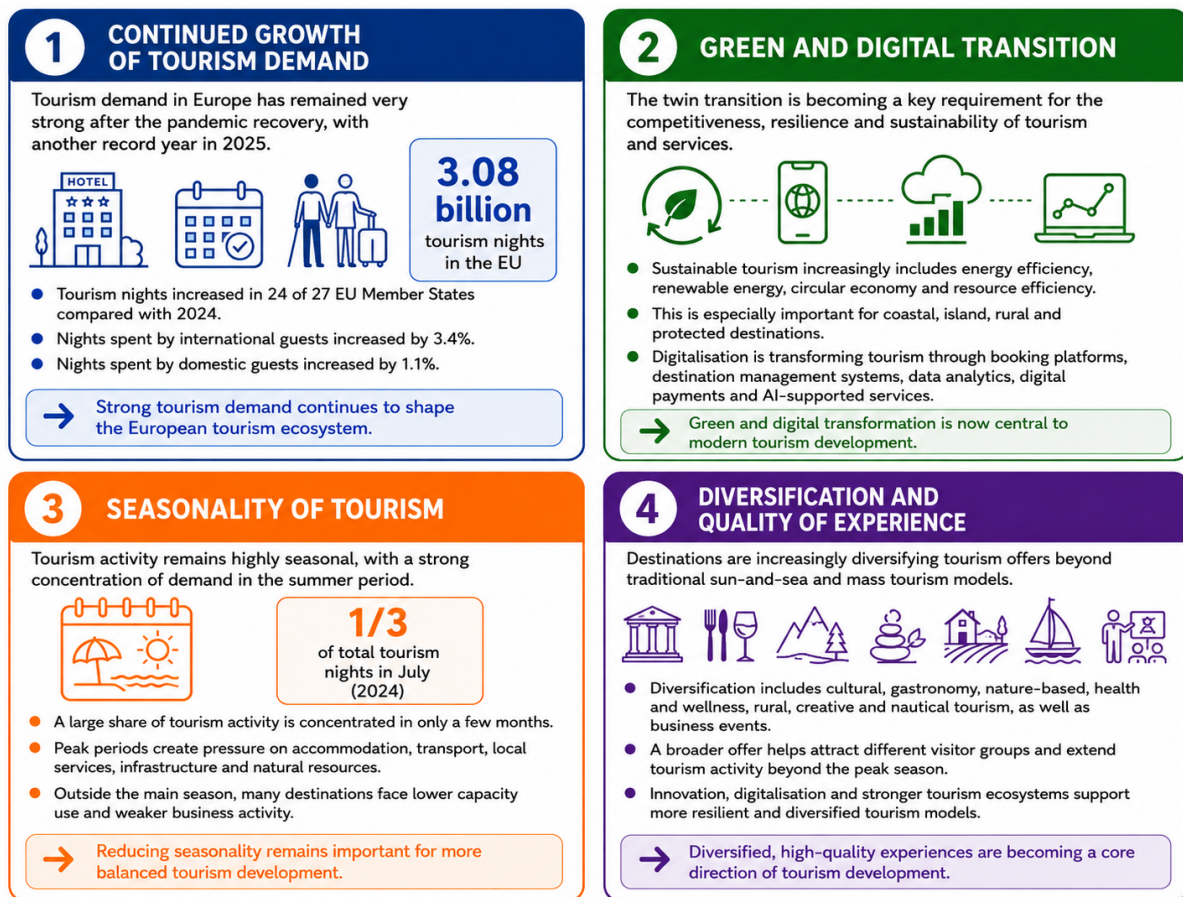 1
CONTINUED GROWTH
OF TOURISM DEMAND
Tourism demand in Europe has remained very
strong after the pandemic recovery, with
another record year in 2025.
HOTEL
3.08
billion
tourism nights
in the EU
Tourism nights increased in 24 of 27 EU Member States
compared with 2024.
Nights spent by international guests increased by 3.4%.
Nights spent by domestic guests increased by 1.1%.
Strong tourism demand continues to shape
the European tourism ecosystem.
2
GREEN AND DIGITAL TRANSITION
The twin transition is becoming a key requirement for the
competitiveness, resilience and sustainability of tourism
and services.
Sustainable tourism increasingly includes energy efficiency,
renewable energy, circular economy and resource efficiency.
This is especially important for coastal, island, rural and
protected destinations.
Digitalisation is transforming tourism through booking platforms,
destination management systems, data analytics, digital
payments and AI-supported services.
Green and digital transformation is now central to
modern tourism development.
3
SEASONALITY OF TOURISM
Tourism activity remains highly seasonal, with a strong
concentration of demand in the summer period.
1/3
of total tourism
nights in July
(2024)
A large share of tourism activity is concentrated in only a few months.
Peak periods create pressure on accommodation, transport, local
services, infrastructure and natural resources.
Outside the main season, many destinations face lower capacity
use and weaker business activity.
Reducing seasonality remains important for more
balanced tourism development.
4
DIVERSIFICATION AND
QUALITY OF EXPERIENCE
Destinations are increasingly diversifying tourism offers beyond
traditional sun-and-sea and mass tourism models.
Diversification includes cultural, gastronomy, nature-based, health
and wellness, rural, creative and nautical tourism, as well as
business events.
A broader offer helps attract different visitor groups and extend
tourism activity beyond the peak season.
Innovation, digitalisation and stronger tourism ecosystems support
more resilient and diversified tourism models.
Diversified, high-quality experiences are becoming a core
direction of tourism development.